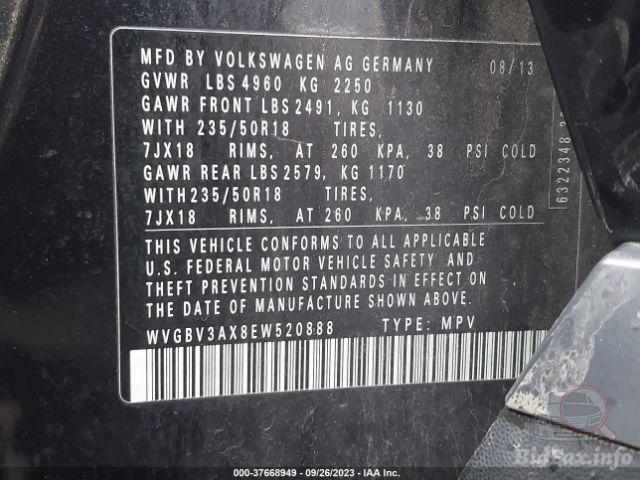 MFD BY VOLKSWAGEN AG GERMANY 08/13
GVWR LBS 4960 KG 2250
GAWR FRONT LBS 2491, KG 1130
WITH 235/50R18 TIRES,
7JX18 RIMS, AT 260 KPA, 38 PSI COLD
GAWR REAR LBS 2579, KG 1170
WITH 235/50R18 TIRES,
7JX18 RIMS, AT 260 KPA, 38 PSI COLD
THIS VEHICLE CONFORMS TO ALL APPLICABLE
U.S. FEDERAL MOTOR VEHICLE SAFETY AND
THEFT PREVENTION STANDARDS IN EFFECT ON
THE DATE OF MANUFACTURE SHOWN ABOVE.
WVGBV3AX8EW520888 TYPE: MPV
6322348
BidFax.info
000-37668949 - 09/26/2023 - IAA Inc.